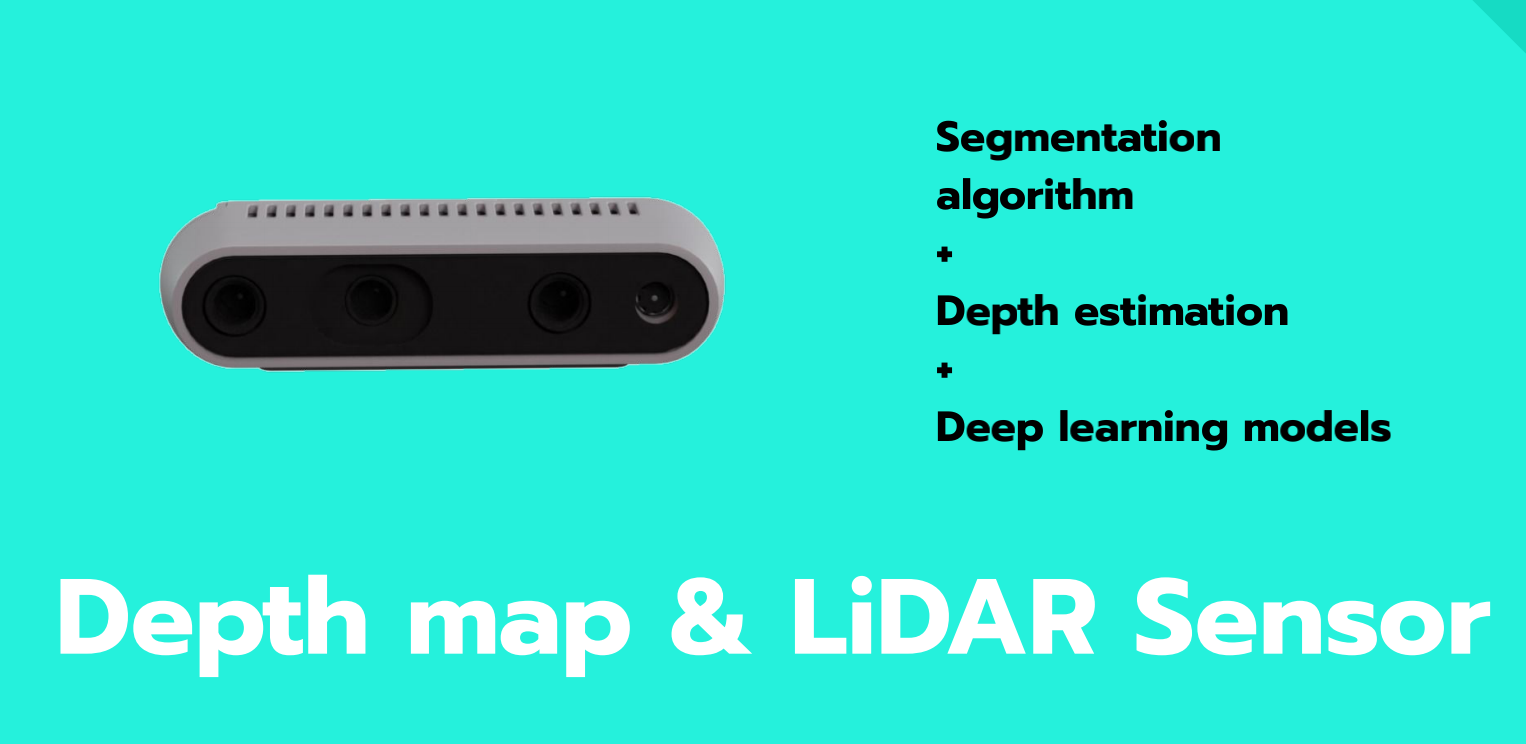 Segmentation
algorithm
+
Depth estimation
+
Deep learning models
Depth map & LiDAR Sensor